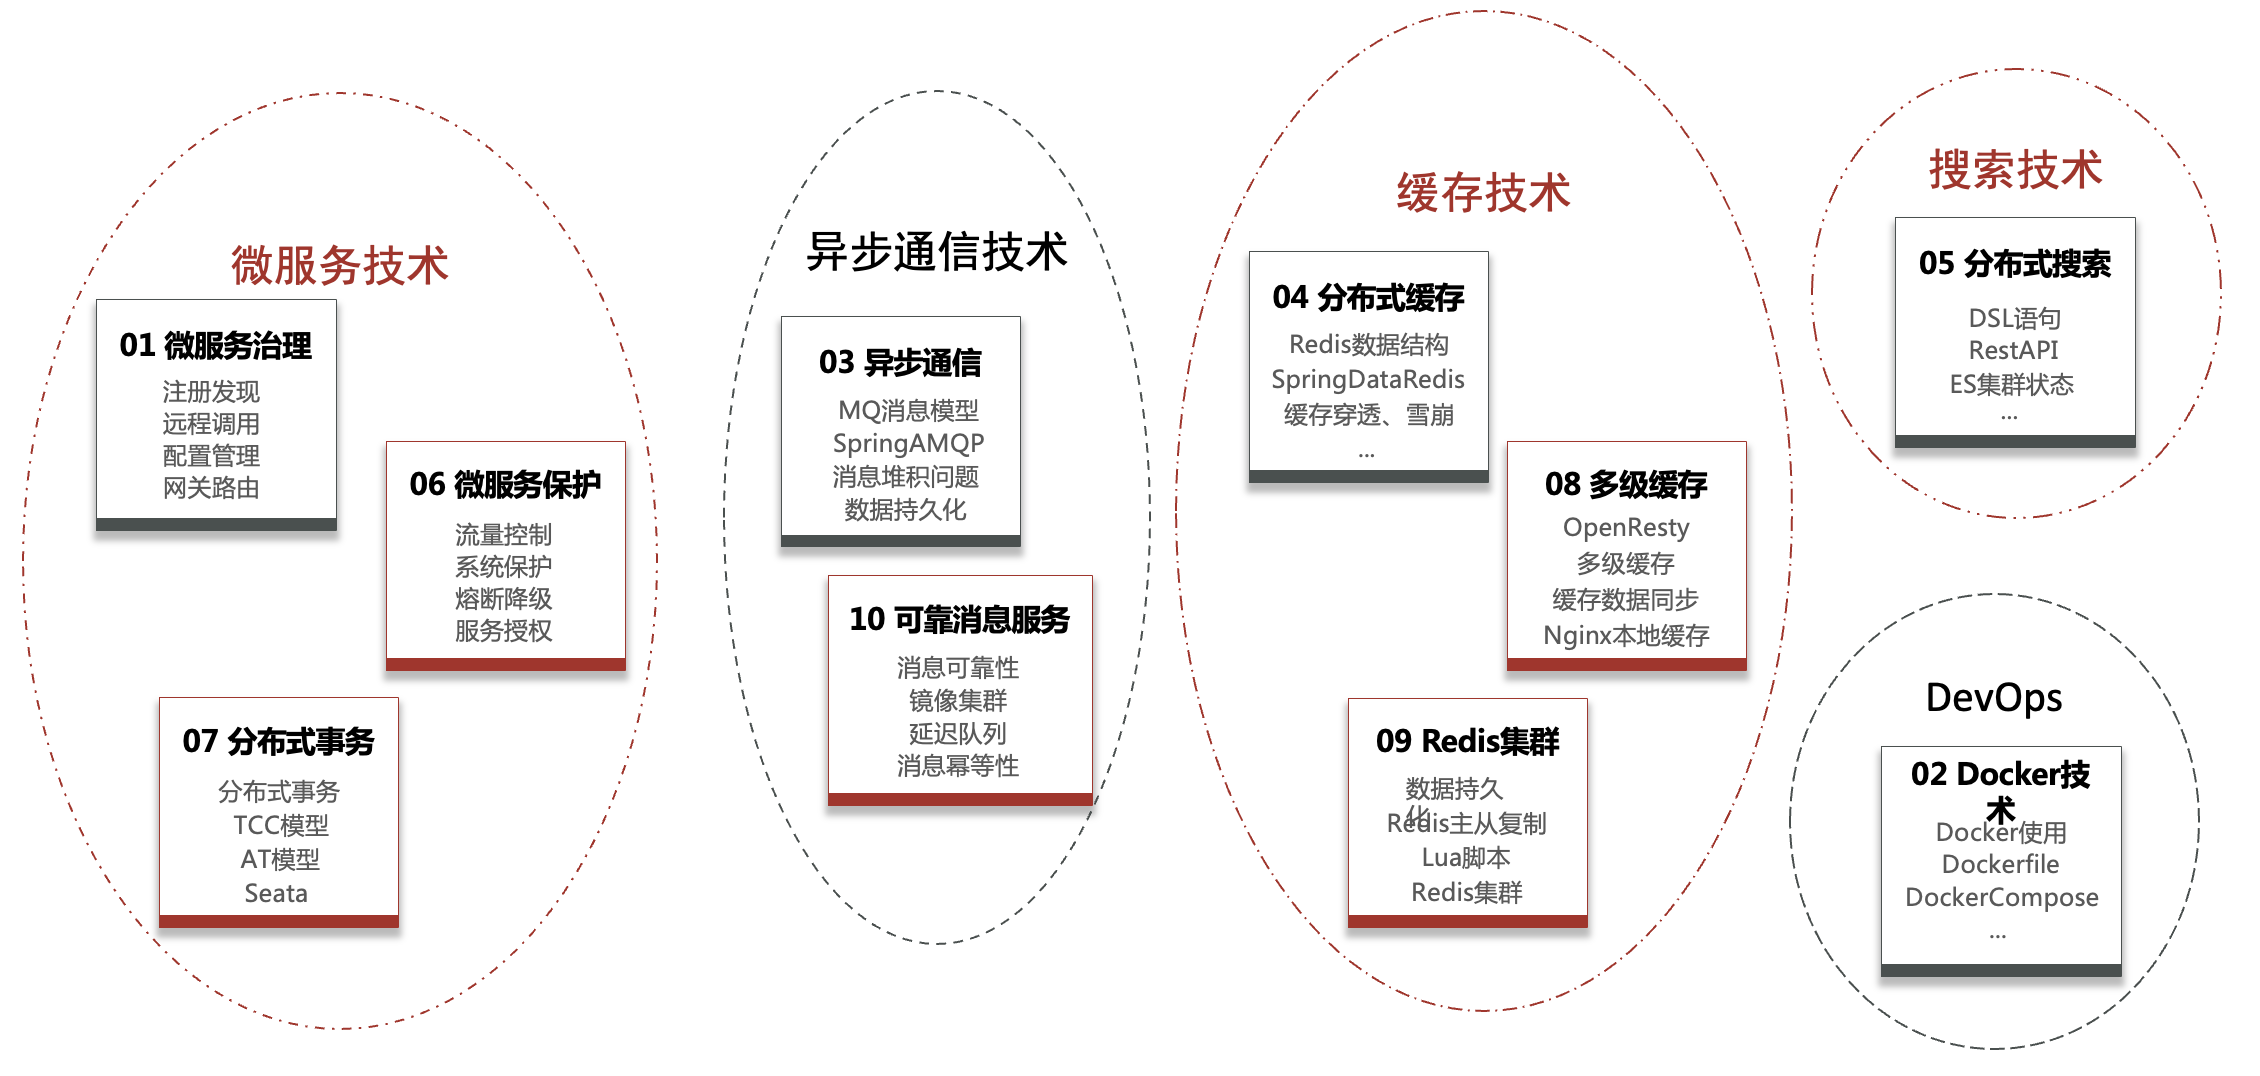 微服务技术
01 微服务治理
注册发现
远程调用
配置管理
网关路由
06 微服务保护
流量控制
系统保护
熔断降级
服务授权
07 分布式事务
分布式事务
TCC模型
AT模型
Seata
异步通信技术
03 异步通信
MQ消息模型
SpringAMQP
消息堆积问题
数据持久化
10 可靠消息服务
消息可靠性
镜像集群
延迟队列
消息幂等性
缓存技术
04 分布式缓存
Redis数据结构
SpringDataRedis
缓存穿透、雪崩
...
08 多级缓存
OpenResty
多级缓存
缓存数据同步
Nginx本地缓存
09 Redis集群
数据持久
化
Redis主从复制
Lua脚本
Redis集群
搜索技术
05 分布式搜索
DSL语句
RestAPI
ES集群状态
...
DevOps
02 Docker技
术
Docker使用
Dockerfile
DockerCompose
...